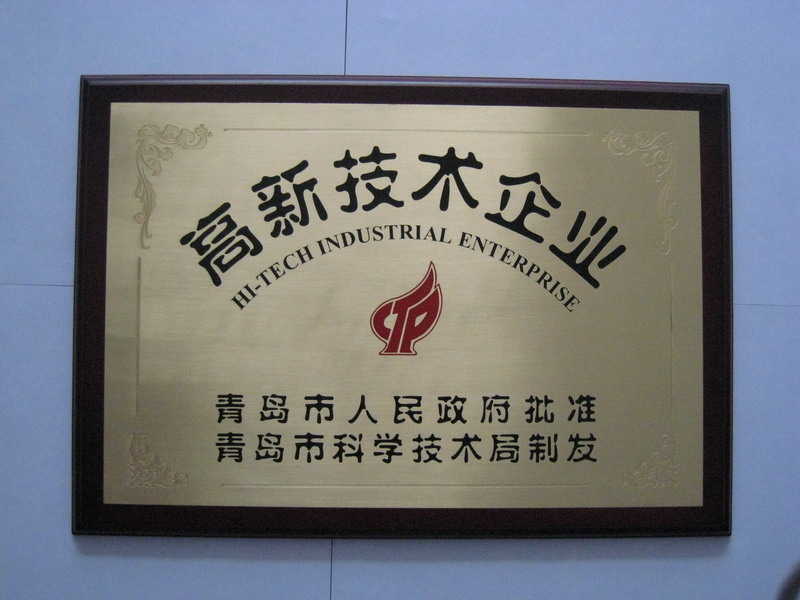 高新技术企业
HI-TECH INDUSTRIAL ENTERPRISE
CTP
青岛市人民政府批准
青岛市科学技术局制发